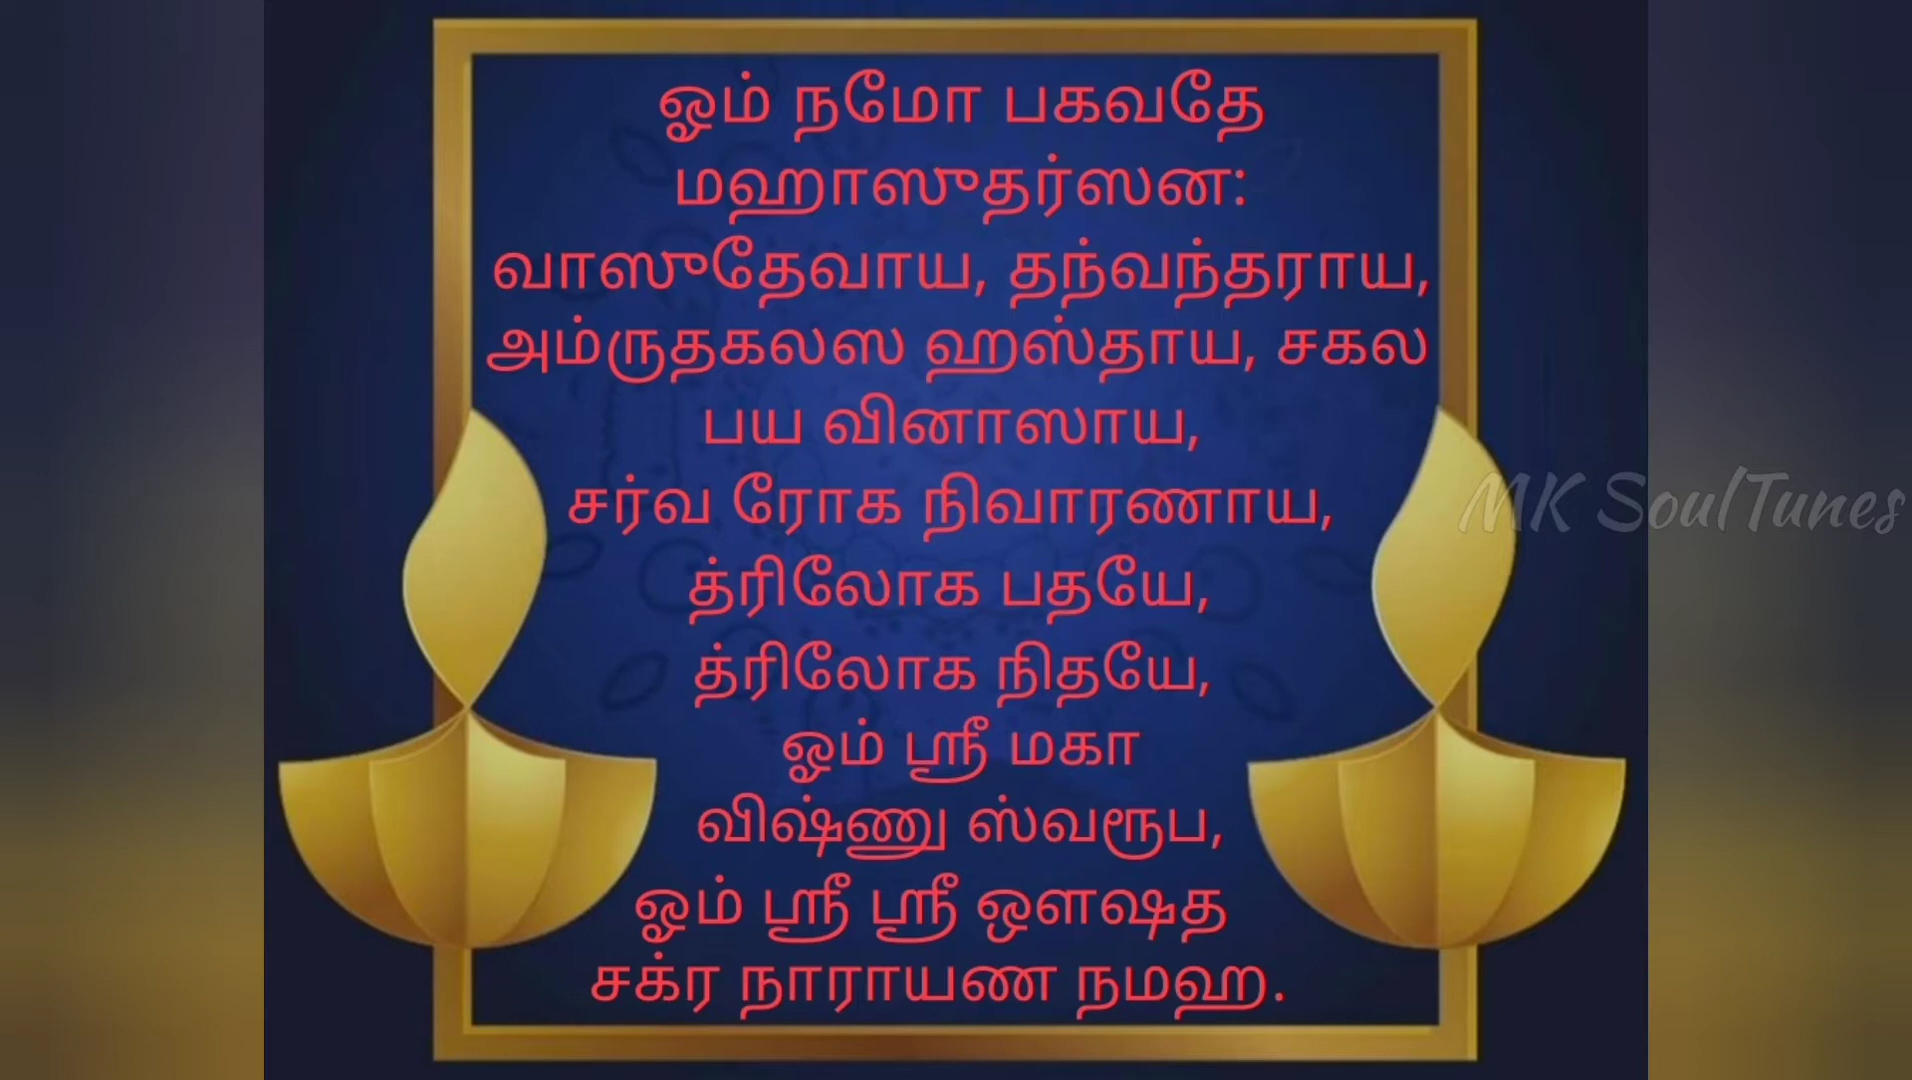 ஓம் நமோ பகவதே
மஹாஸுதர்ஸன:
வாஸுதேவாய, தந்வந்தராய,
அம்ருதகலஸ ஹஸ்தாய, சகல
பய வினாஸாய,
சர்வ ரோக நிவாரணாய,
த்ரிலோக பதயே,
த்ரிலோக நிதயே,
ஓம் ஸ்ரீ மகா
விஷ்ணு ஸ்வரூப,
ஓம் ஸ்ரீ ஸ்ரீ ஔஷத
சக்ர நாராயண நமஹ.
MK SoulTunes